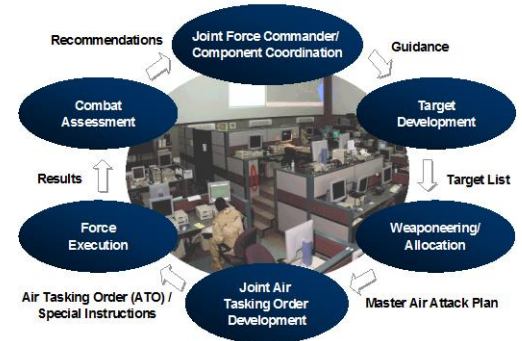 Joint Force Commander/
Component Coordination
Recommendations
Guidance
Combat
Assessment
Target
Development
Results
Target List
Force
Execution
Weaponeering/
Allocation
Joint Air
Tasking Order
Development
Air Tasking Order (ATO) /
Special Instructions
Master Air Attack Plan